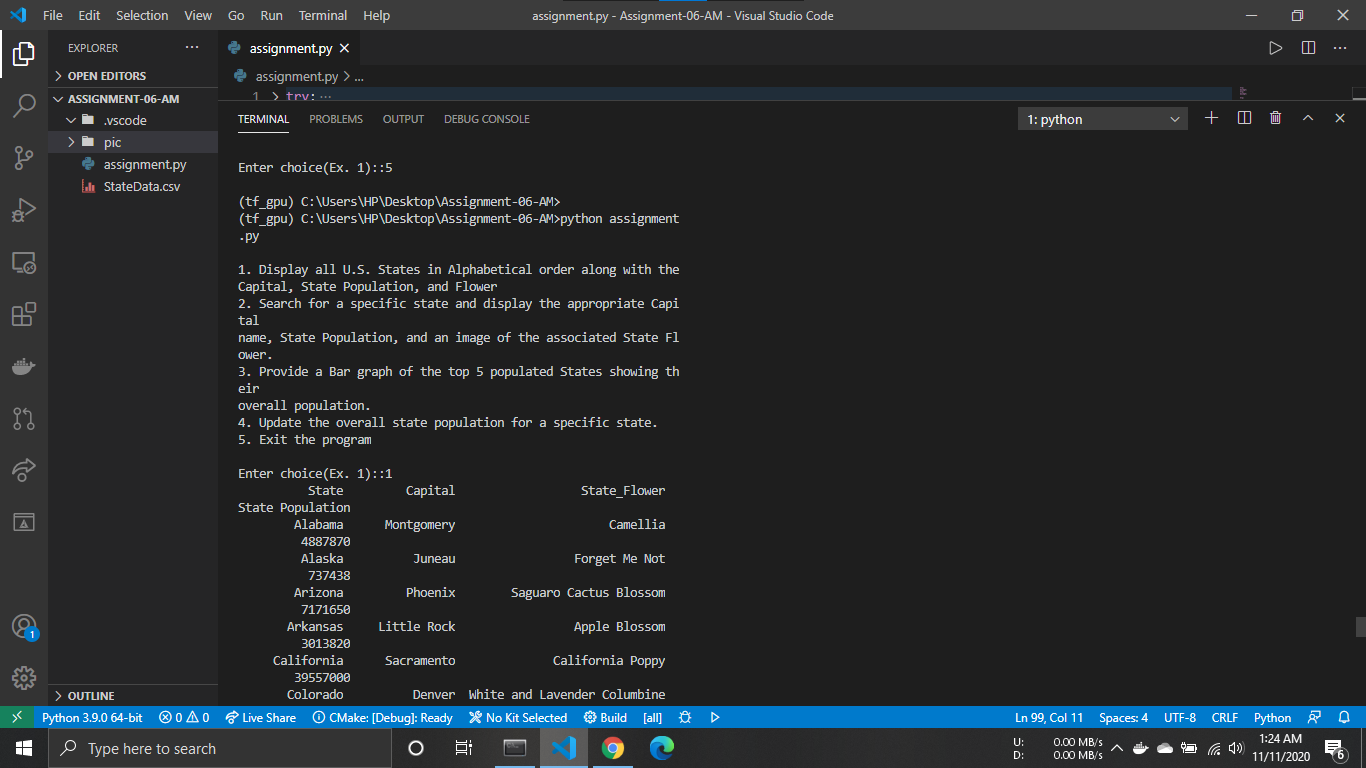 File Edit Selection View Go Run Terminal Help assignment.py - Assignment-06-AM - Visual Studio Code
EXPLORER
OPEN EDITORS
ASSIGNMENT-06-AM
.vscode
pic
assignment.py
StateData.csv
OUTLINE
assignment.py
assignment.py > ...
1 > try: ...
TERMINAL PROBLEMS OUTPUT DEBUG CONSOLE 1: python
Enter choice(Ex. 1)::5
(tf_gpu) C:\Users\HP\Desktop\Assignment-06-AM>
(tf_gpu) C:\Users\HP\Desktop\Assignment-06-AM>python assignment
.py
1. Display all U.S. States in Alphabetical order along with the
Capital, State Population, and Flower
2. Search for a specific state and display the appropriate Capi
tal
name, State Population, and an image of the associated State Fl
ower.
3. Provide a Bar graph of the top 5 populated States showing th
eir
overall population.
4. Update the overall state population for a specific state.
5. Exit the program
Enter choice(Ex. 1)::1
State Capital State_Flower
State Population
Alabama Montgomery Camellia
4887870
Alaska Juneau Forget Me Not
737438
Arizona Phoenix Saguaro Cactus Blossom
7171650
Arkansas Little Rock Apple Blossom
3013820
California Sacramento California Poppy
39557000
Colorado Denver White and Lavender Columbine
1
Python 3.9.0 64-bit 0 0 Live Share CMake: [Debug]: Ready No Kit Selected Build [all] Ln 99, Col 11 Spaces: 4 UTF-8 CRLF Python
Type here to search
U: 0.00 MB/s
D: 0.00 MB/s
1:24 AM
11/11/2020
6